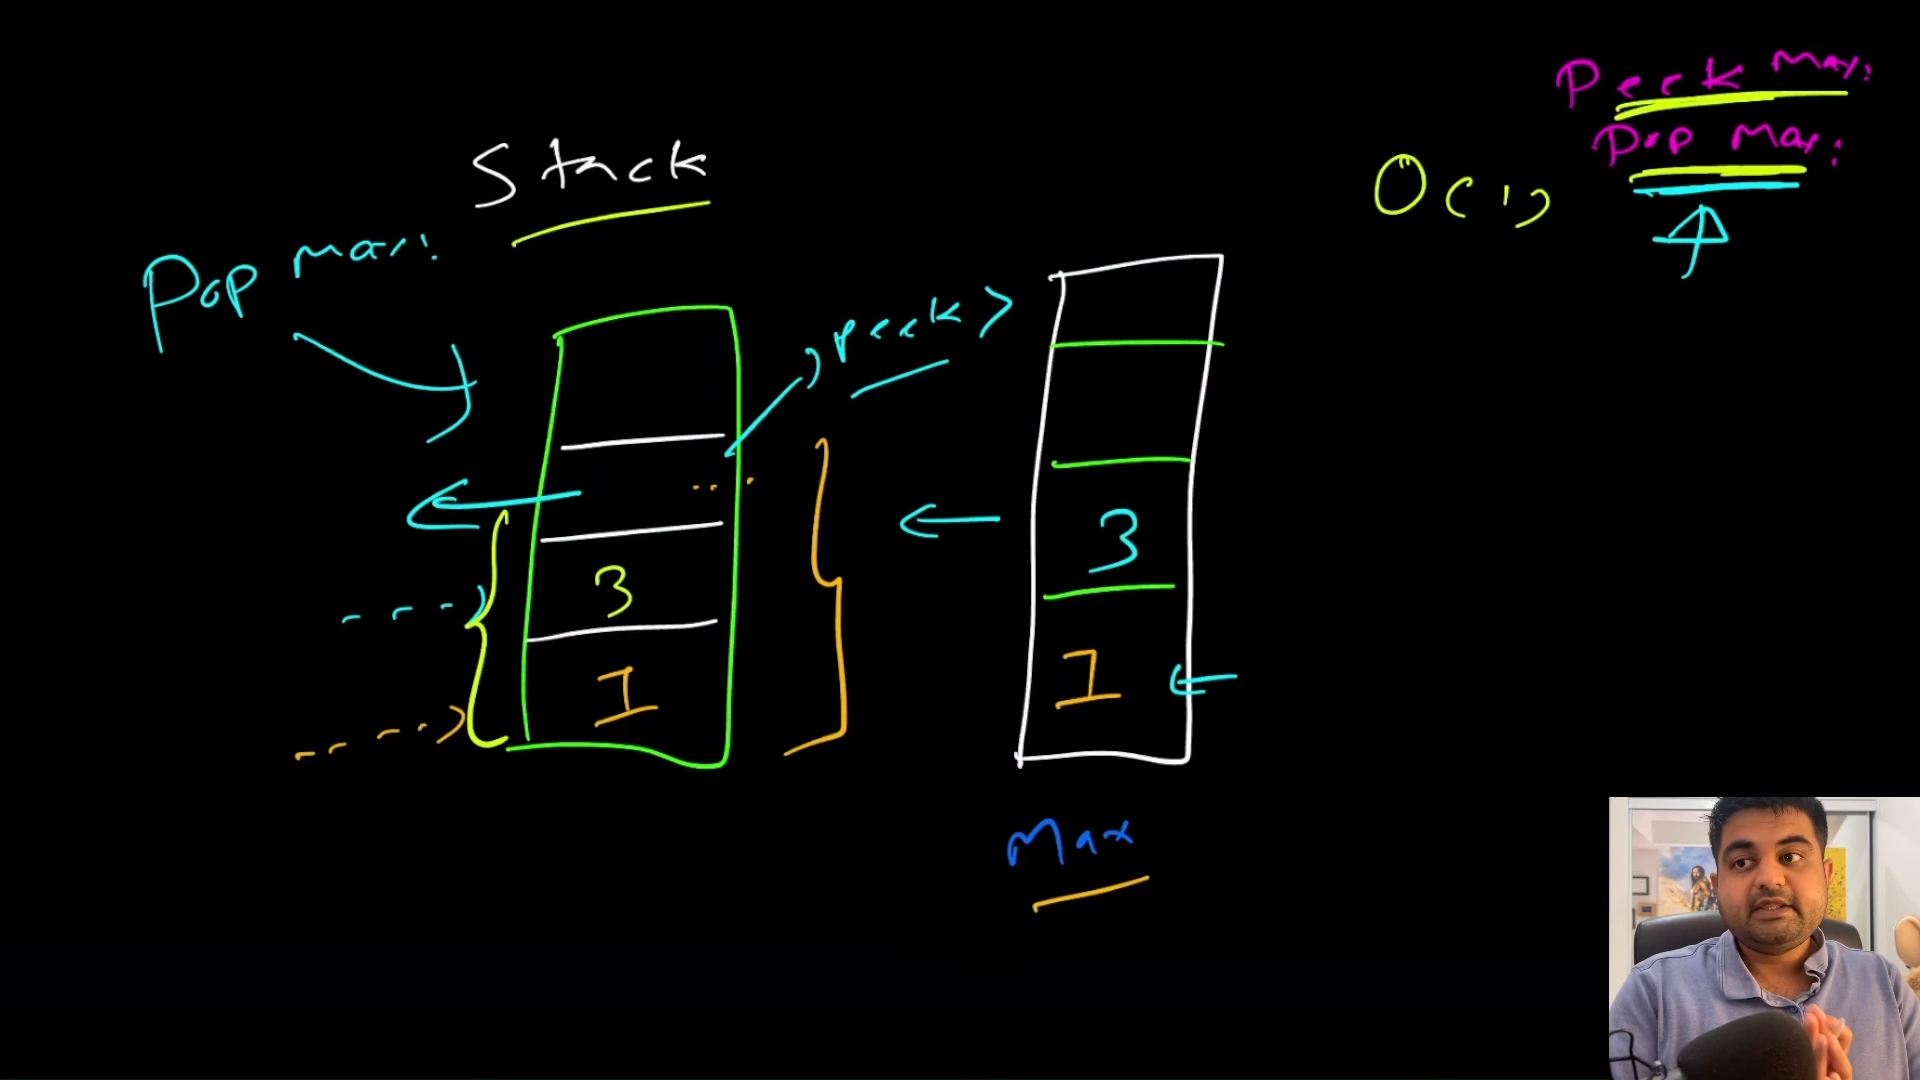 Peek Max:
Pop Max:
O(1)
Stack
Pop Max:
peek
3
3
1
1
Max